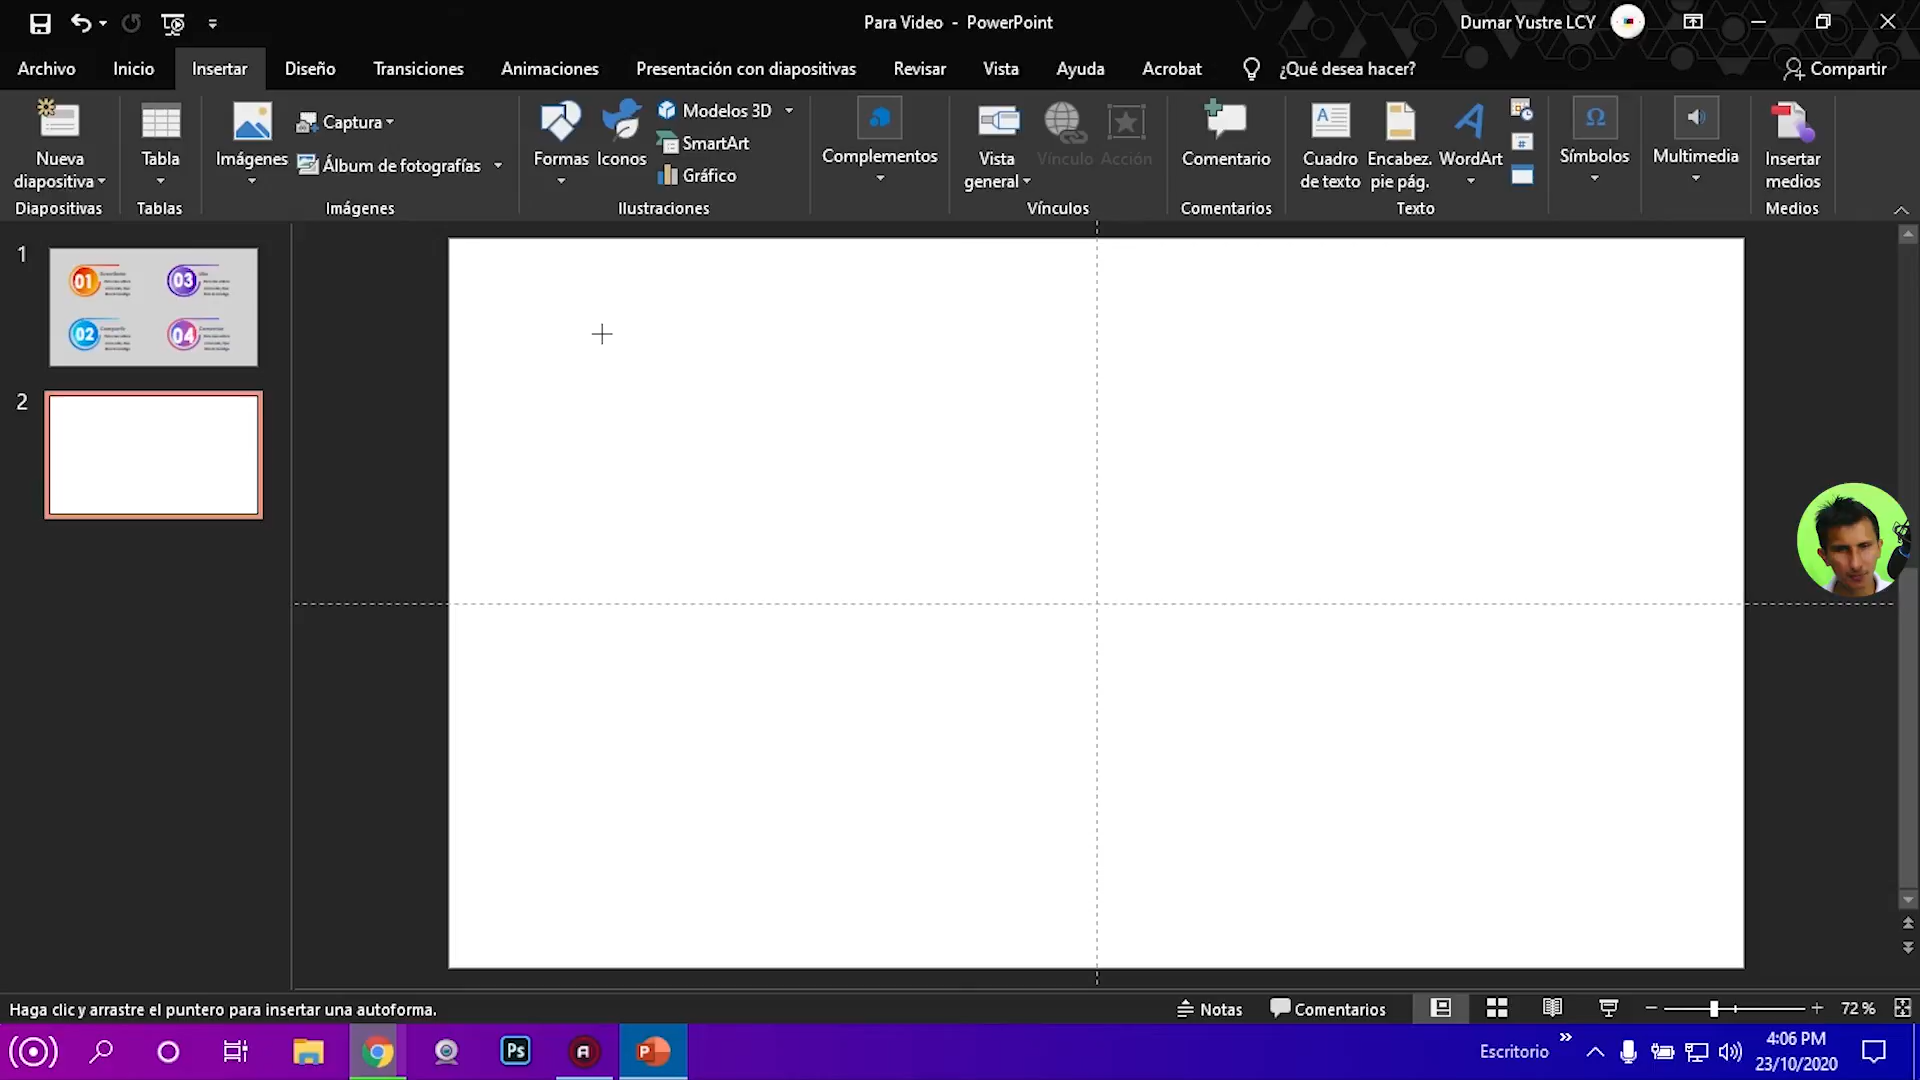 Para Video - PowerPoint
Dumar Yustre LCY
Archivo Inicio Insertar Diseño Transiciones Animaciones Presentación con diapositivas Revisar Vista Ayuda Acrobat ¿Qué desea hacer? Compartir
Nueva diapositiva
Diapositivas
Tabla
Tablas
Imágenes
Captura
Álbum de fotografías
Imágenes
Formas
Iconos
Modelos 3D
SmartArt
Gráfico
Ilustraciones
Complementos
Vista general
Vínculo
Acción
Vínculos
Comentario
Comentarios
Cuadro de texto
Encabez. pie pág.
WordArt
Texto
Símbolos
Multimedia
Insertar medios
Medios
1
01
03
02
04
2
Haga clic y arrastre el puntero para insertar una autoforma.
Notas
Comentarios
72 %
Ps
Escritorio
4:06 PM
23/10/2020